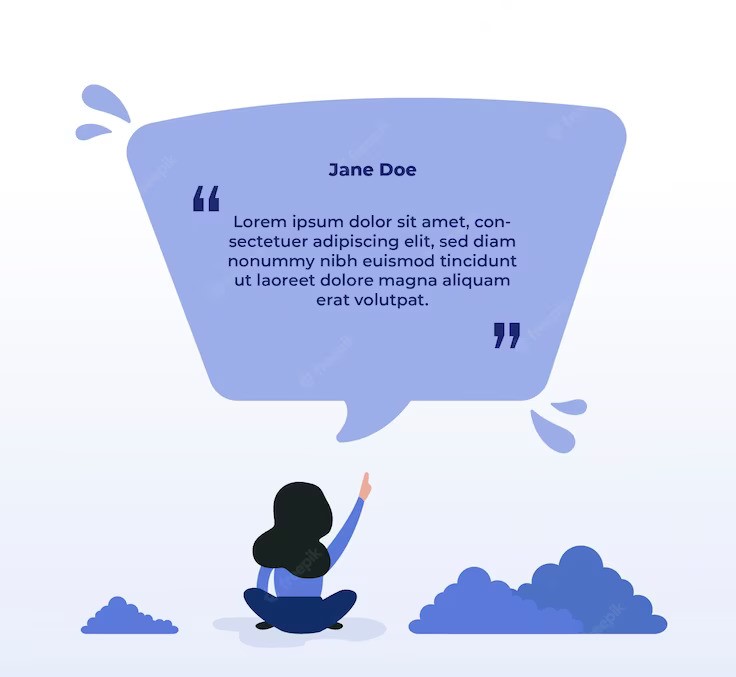 Jane Doe
“
Lorem ipsum dolor sit amet, con-
sectetuer adipiscing elit, sed diam
nonummy nibh euismod tincidunt
ut laoreet dolore magna aliquam
erat volutpat.
”